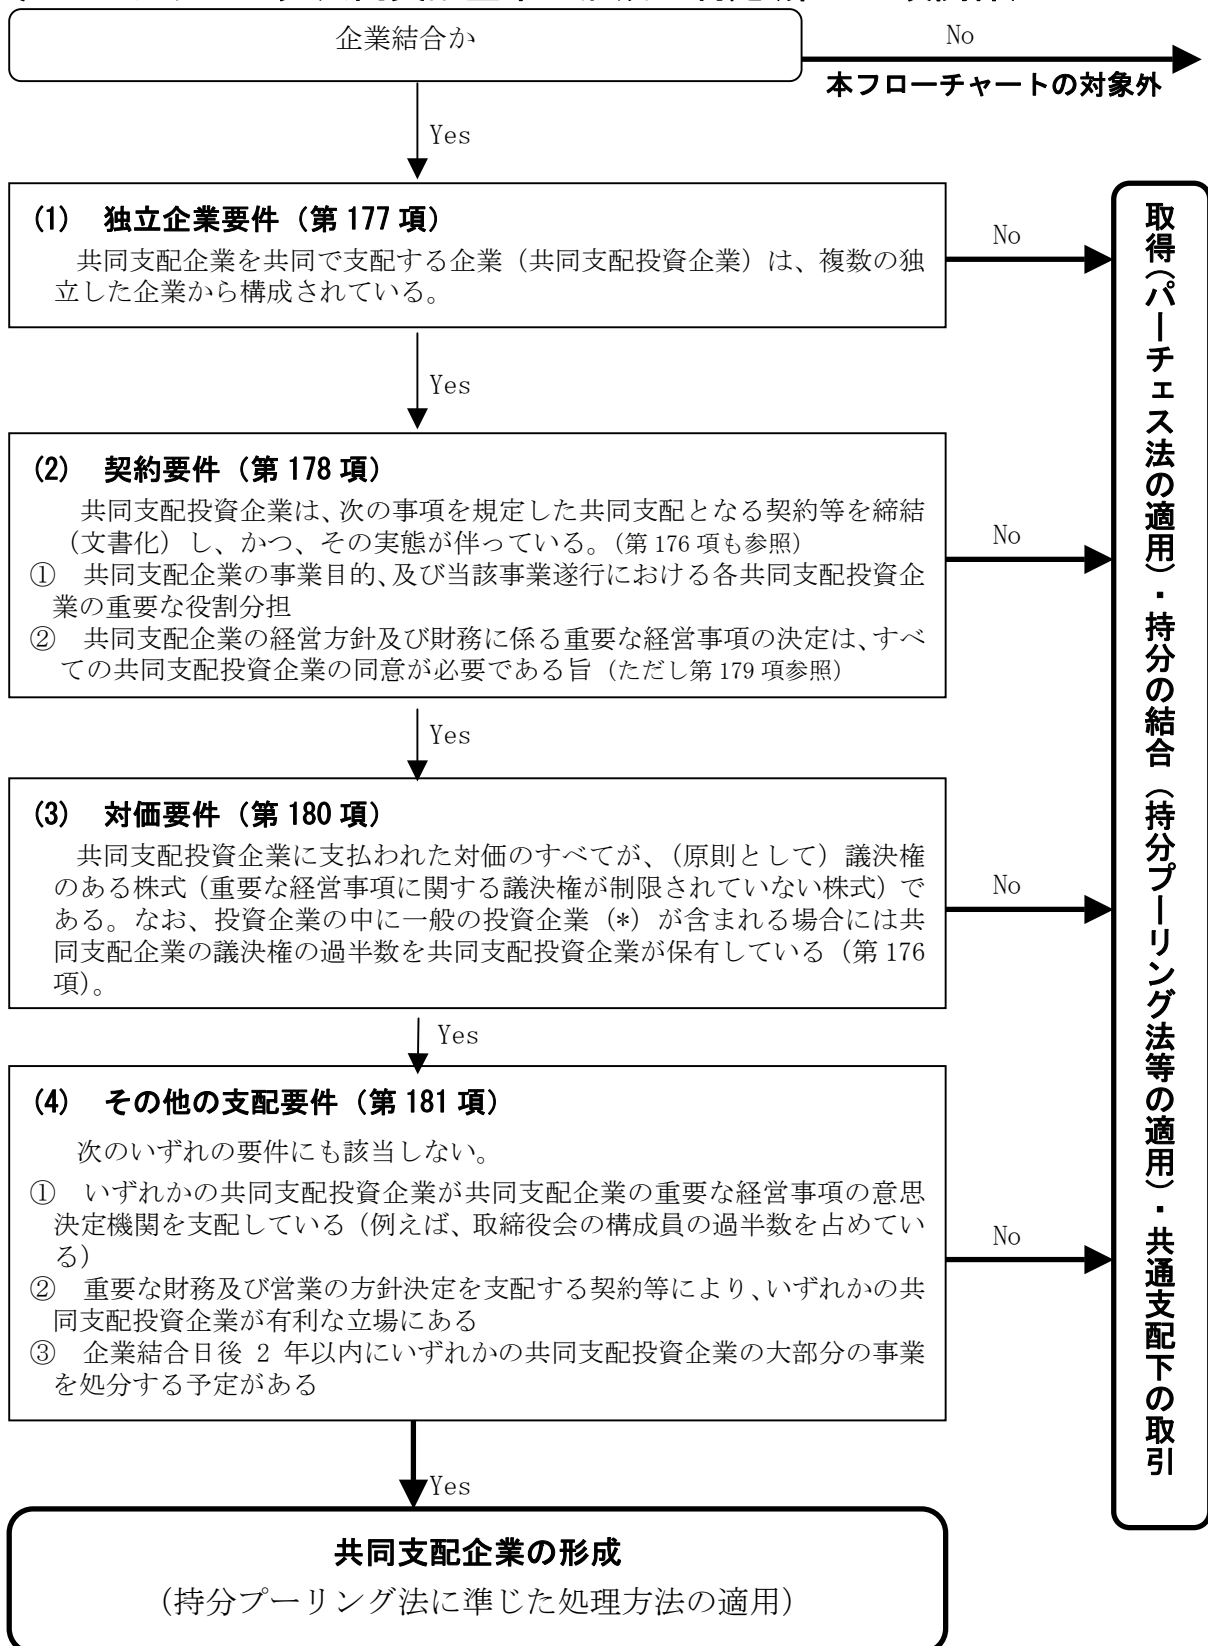 企業結合か
No
本フローチャートの対象外
Yes
(1) 独立企業要件（第 177 項）
共同支配企業を共同で支配する企業（共同支配投資企業）は、複数の独
立した企業から構成されている。
No
Yes
(2) 契約要件（第 178 項）
共同支配投資企業は、次の事項を規定した共同支配となる契約等を締結
（文書化）し、かつ、その実態が伴っている。（第 176 項も参照）
① 共同支配企業の事業目的、及び当該事業遂行における各共同支配投資企
業の重要な役割分担
② 共同支配企業の経営方針及び財務に係る重要な経営事項の決定は、すべ
ての共同支配投資企業の同意が必要である旨（ただし第 179 項参照）
No
Yes
(3) 対価要件（第 180 項）
共同支配投資企業に支払われた対価のすべてが、（原則として）議決権
のある株式（重要な経営事項に関する議決権が制限されていない株式）で
ある。なお、投資企業の中に一般の投資企業（*）が含まれる場合には共
同支配企業の議決権の過半数を共同支配投資企業が保有している（第 176
項）。
No
Yes
(4) その他の支配要件（第 181 項）
次のいずれの要件にも該当しない。
① いずれかの共同支配投資企業が共同支配企業の重要な経営事項の意思
決定機関を支配している（例えば、取締役会の構成員の過半数を占めてい
る）
② 重要な財務及び営業の方針決定を支配する契約等により、いずれかの共
同支配投資企業が有利な立場にある
③ 企業結合日後 2 年以内にいずれかの共同支配投資企業の大部分の事業
を処分する予定がある
No
Yes
共同支配企業の形成
（持分プーリング法に準じた処理方法の適用）
取得（パーチェス法の適用）・持分の結合（持分プーリング法等の適用）・共通支配下の取引